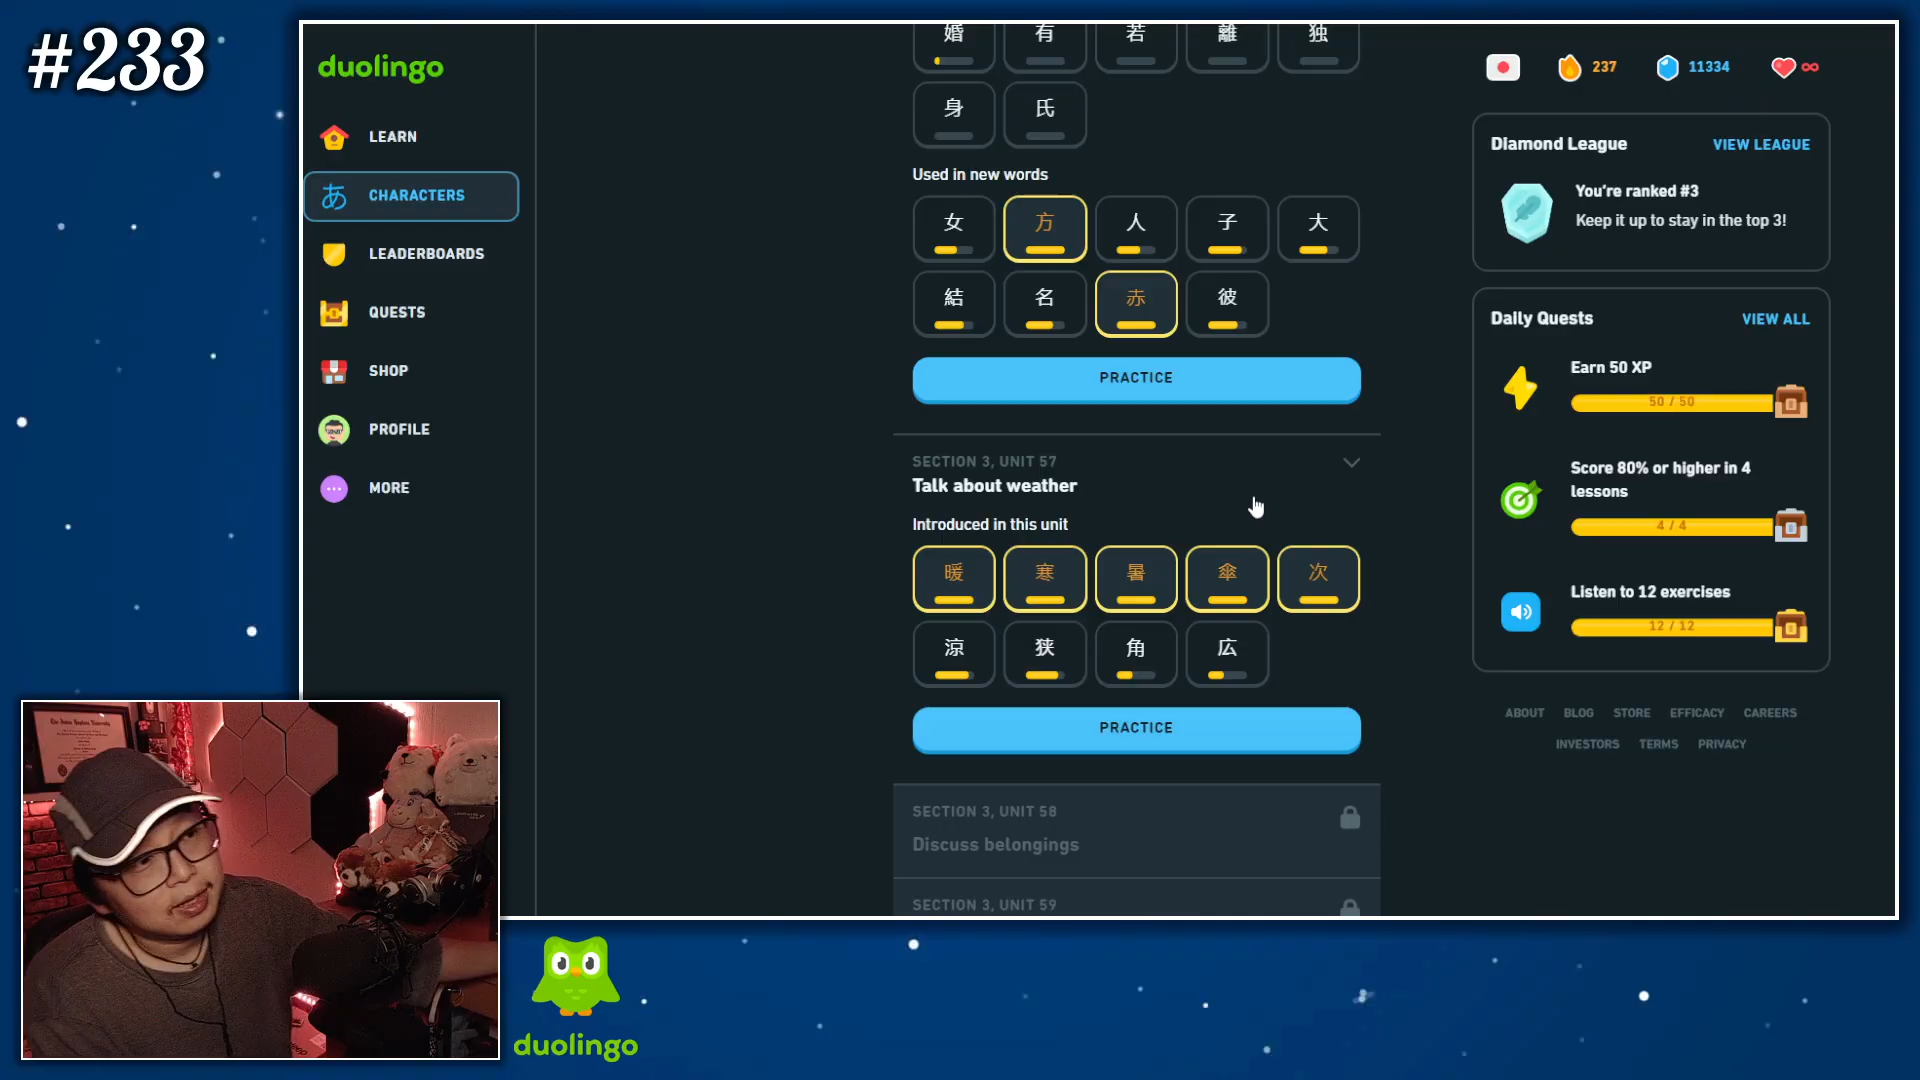 #233
duolingo
LEARN
あ CHARACTERS
LEADERBOARDS
QUESTS
SHOP
PROFILE
MORE
婚 有 若 離 独
身 氏
Used in new words
女 方 人 子 大
結 名 赤 彼
PRACTICE
SECTION 3, UNIT 57
Talk about weather
Introduced in this unit
暖 寒 暑 傘 次
涼 狭 角 広
PRACTICE
SECTION 3, UNIT 58
Discuss belongings
SECTION 3, UNIT 59
237 11334 ∞
Diamond League VIEW LEAGUE
You're ranked #3
Keep it up to stay in the top 3!
Daily Quests VIEW ALL
Earn 50 XP
50 / 50
Score 80% or higher in 4
lessons
4 / 4
Listen to 12 exercises
12 / 12
ABOUT BLOG STORE EFFICACY CAREERS
INVESTORS TERMS PRIVACY
duolingo